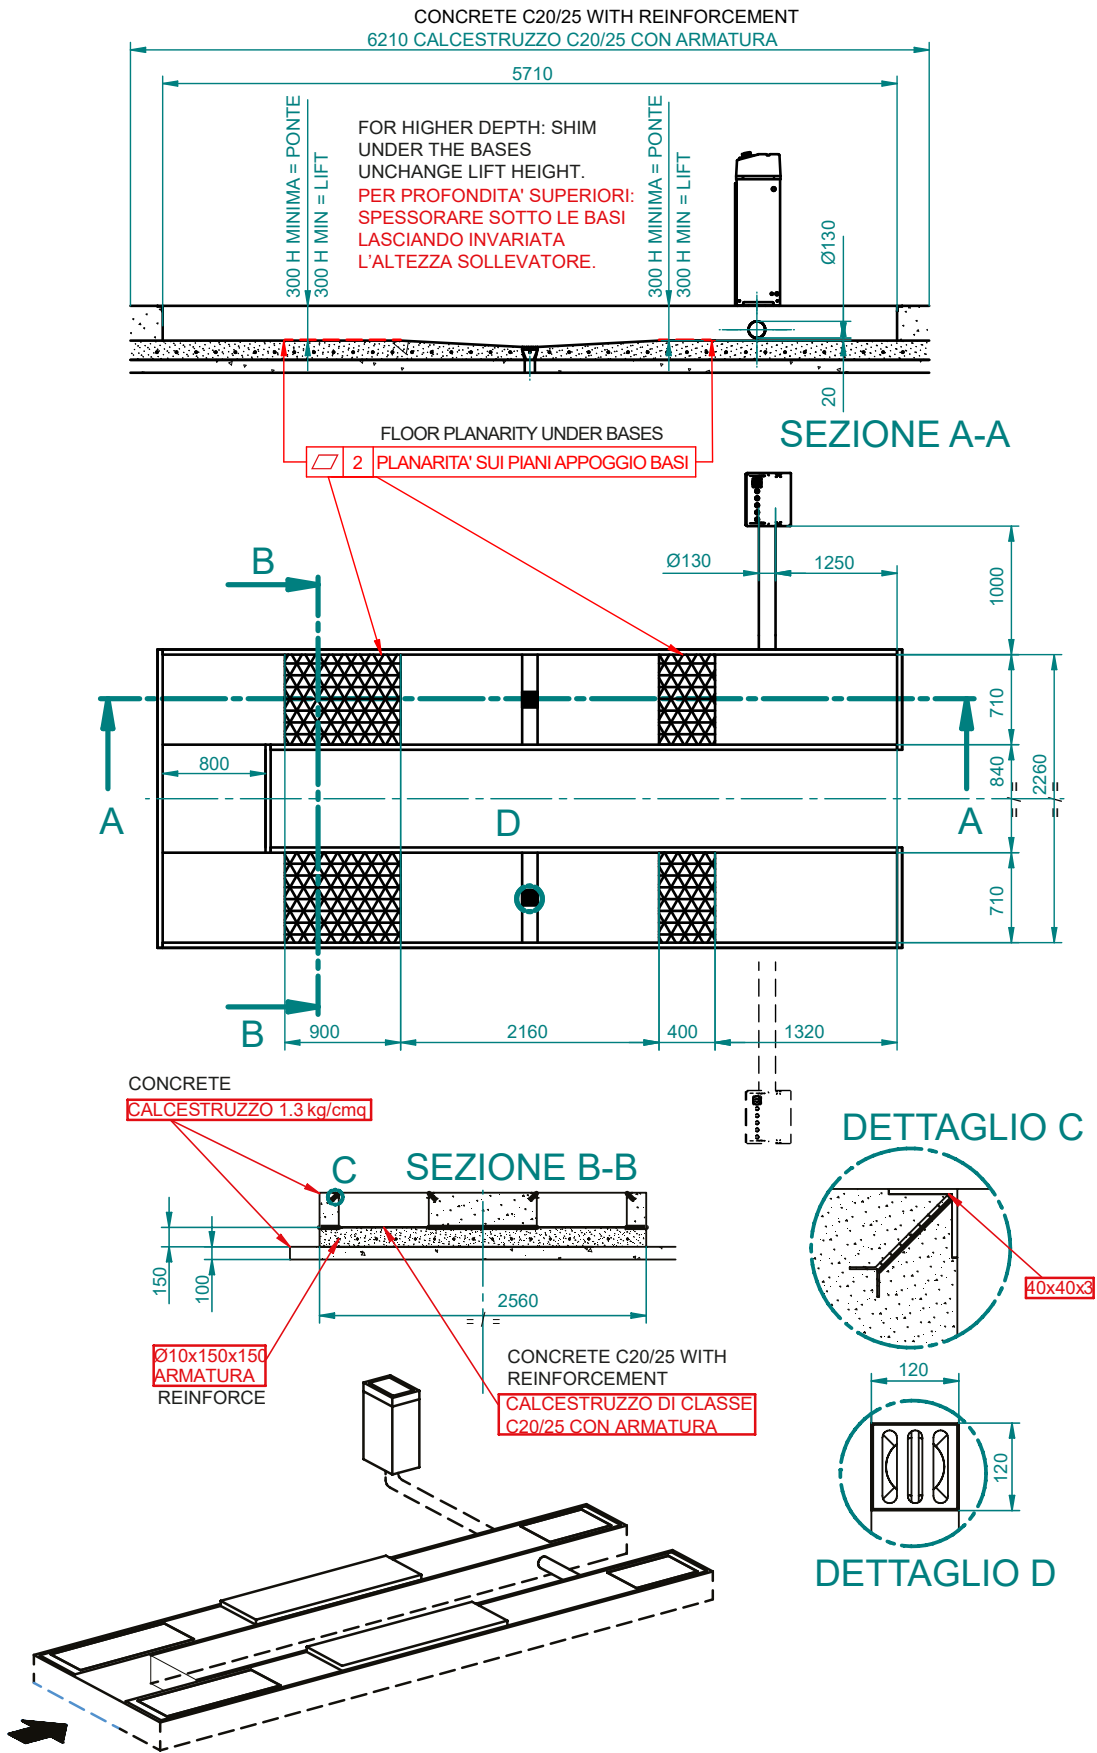 CONCRETE C20/25 WITH REINFORCEMENT
6210 CALCESTRUZZO C20/25 CON ARMATURA
5710
300 H MINIMA = PONTE
300 H MIN = LIFT
FOR HIGHER DEPTH: SHIM
UNDER THE BASES
UNCHANGE LIFT HEIGHT.
PER PROFONDITA' SUPERIORI:
SPESSORARE SOTTO LE BASI
LASCIANDO INVARIATA
L'ALTEZZA SOLLEVATORE.
300 H MINIMA = PONTE
300 H MIN = LIFT
Ø130
20
SEZIONE A-A
FLOOR PLANARITY UNDER BASES
2 PLANARITA' SUI PIANI APPOGGIO BASI
B
Ø130
1250
1000
710
800
840
2260
A
D
A
710
B
900
2160
400
1320
CONCRETE
CALCESTRUZZO 1.3 kg/cmq
DETTAGLIO C
C
SEZIONE B-B
150
100
2560
= / =
40x40x3
Ø10x150x150
ARMATURA
REINFORCE
CONCRETE C20/25 WITH
REINFORCEMENT
CALCESTRUZZO DI CLASSE
C20/25 CON ARMATURA
120
120
DETTAGLIO D